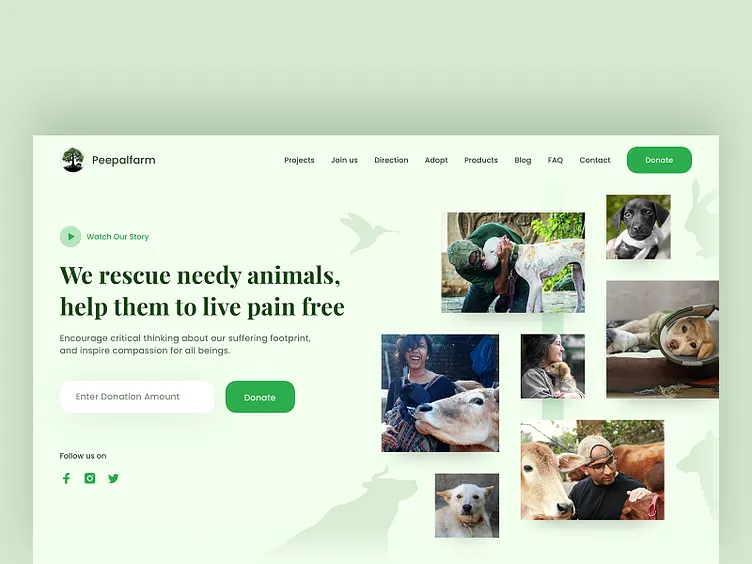 Peepalfarm
Projects Join us Direction Adopt Products Blog FAQ Contact Donate
Watch Our Story
We rescue needy animals,
help them to live pain free
Encourage critical thinking about our suffering footprint,
and inspire compassion for all beings.
Enter Donation Amount Donate
Follow us on